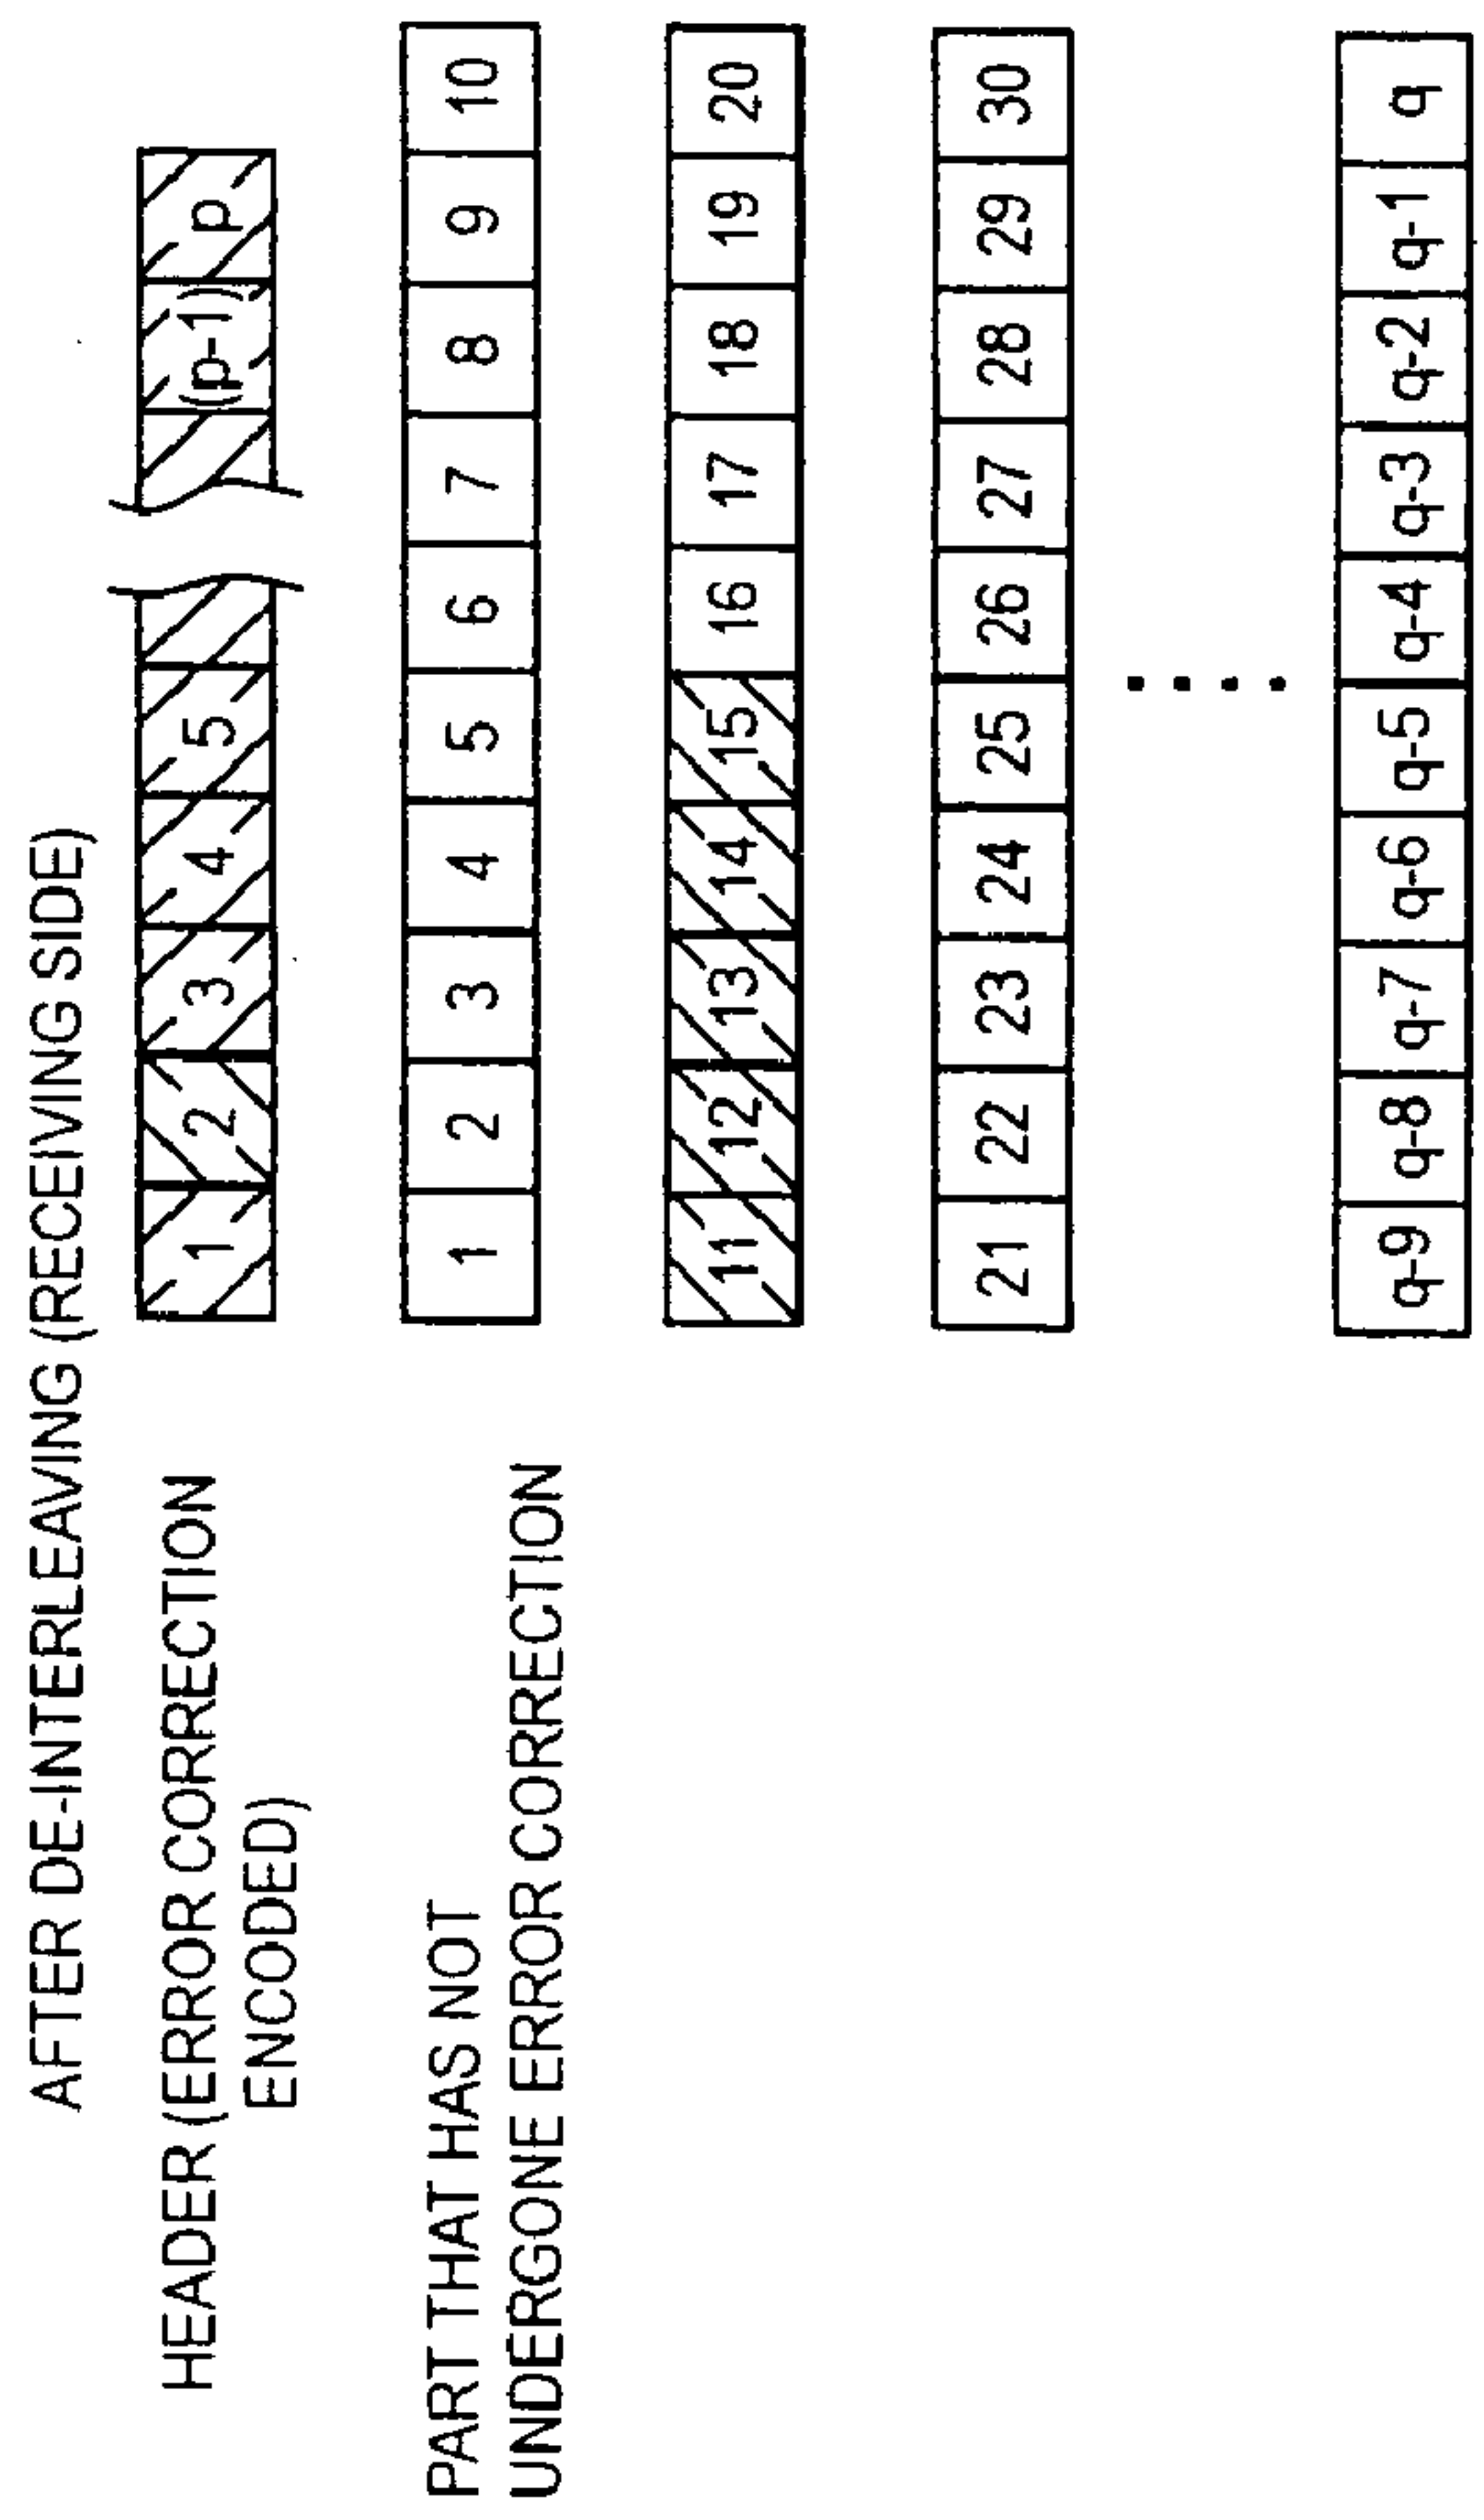 AFTER DE-INTERLEAVING (RECEIVING SIDE)
HEADER (ERROR CORRECTION
ENCODED)
1 2 3 4 5 (p-1) p
PART THAT HAS NOT
UNDERGONE ERROR CORRECTION
1 2 3 4 5 6 7 8 9 10
11 12 13 14 15 16 17 18 19 20
21 22 23 24 25 26 27 28 29 30
....
q-9 q-8 q-7 q-6 q-5 q-4 q-3 q-2 q-1 q